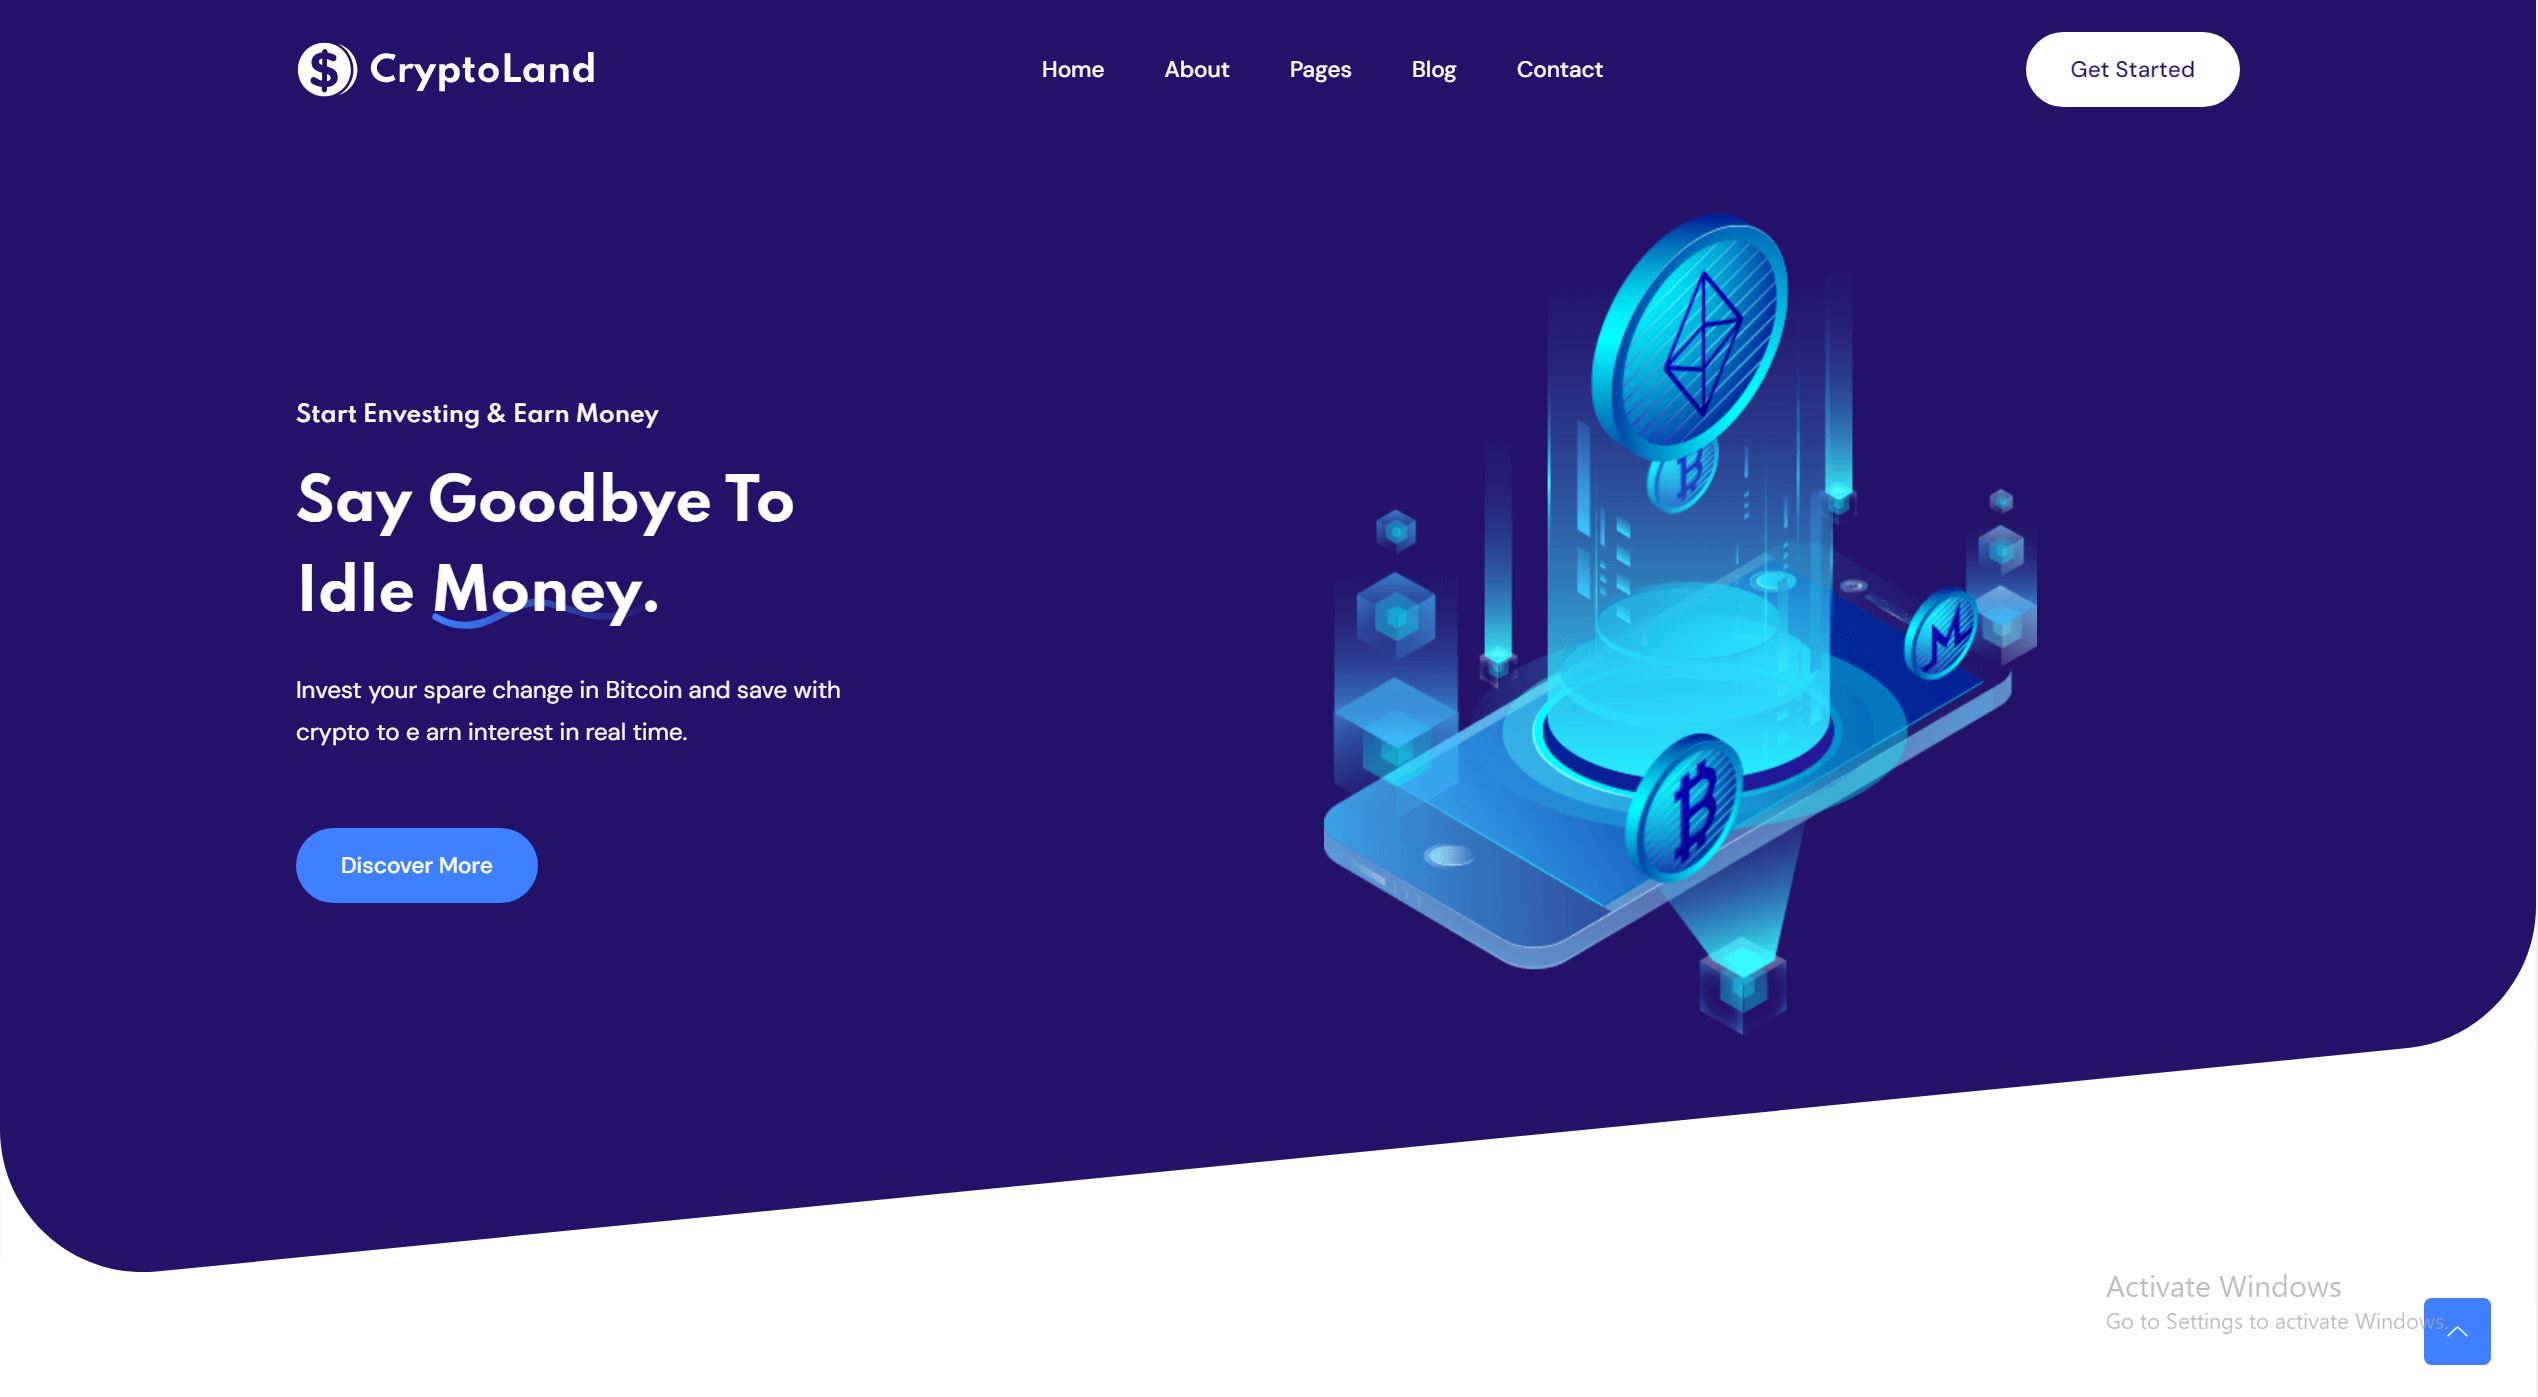 CryptoLand
Home About Pages Blog Contact
Get Started
Start Envesting & Earn Money
Say Goodbye To
Idle Money.
Invest your spare change in Bitcoin and save with
crypto to e arn interest in real time.
Discover More
Activate Windows
Go to Settings to activate Windows.